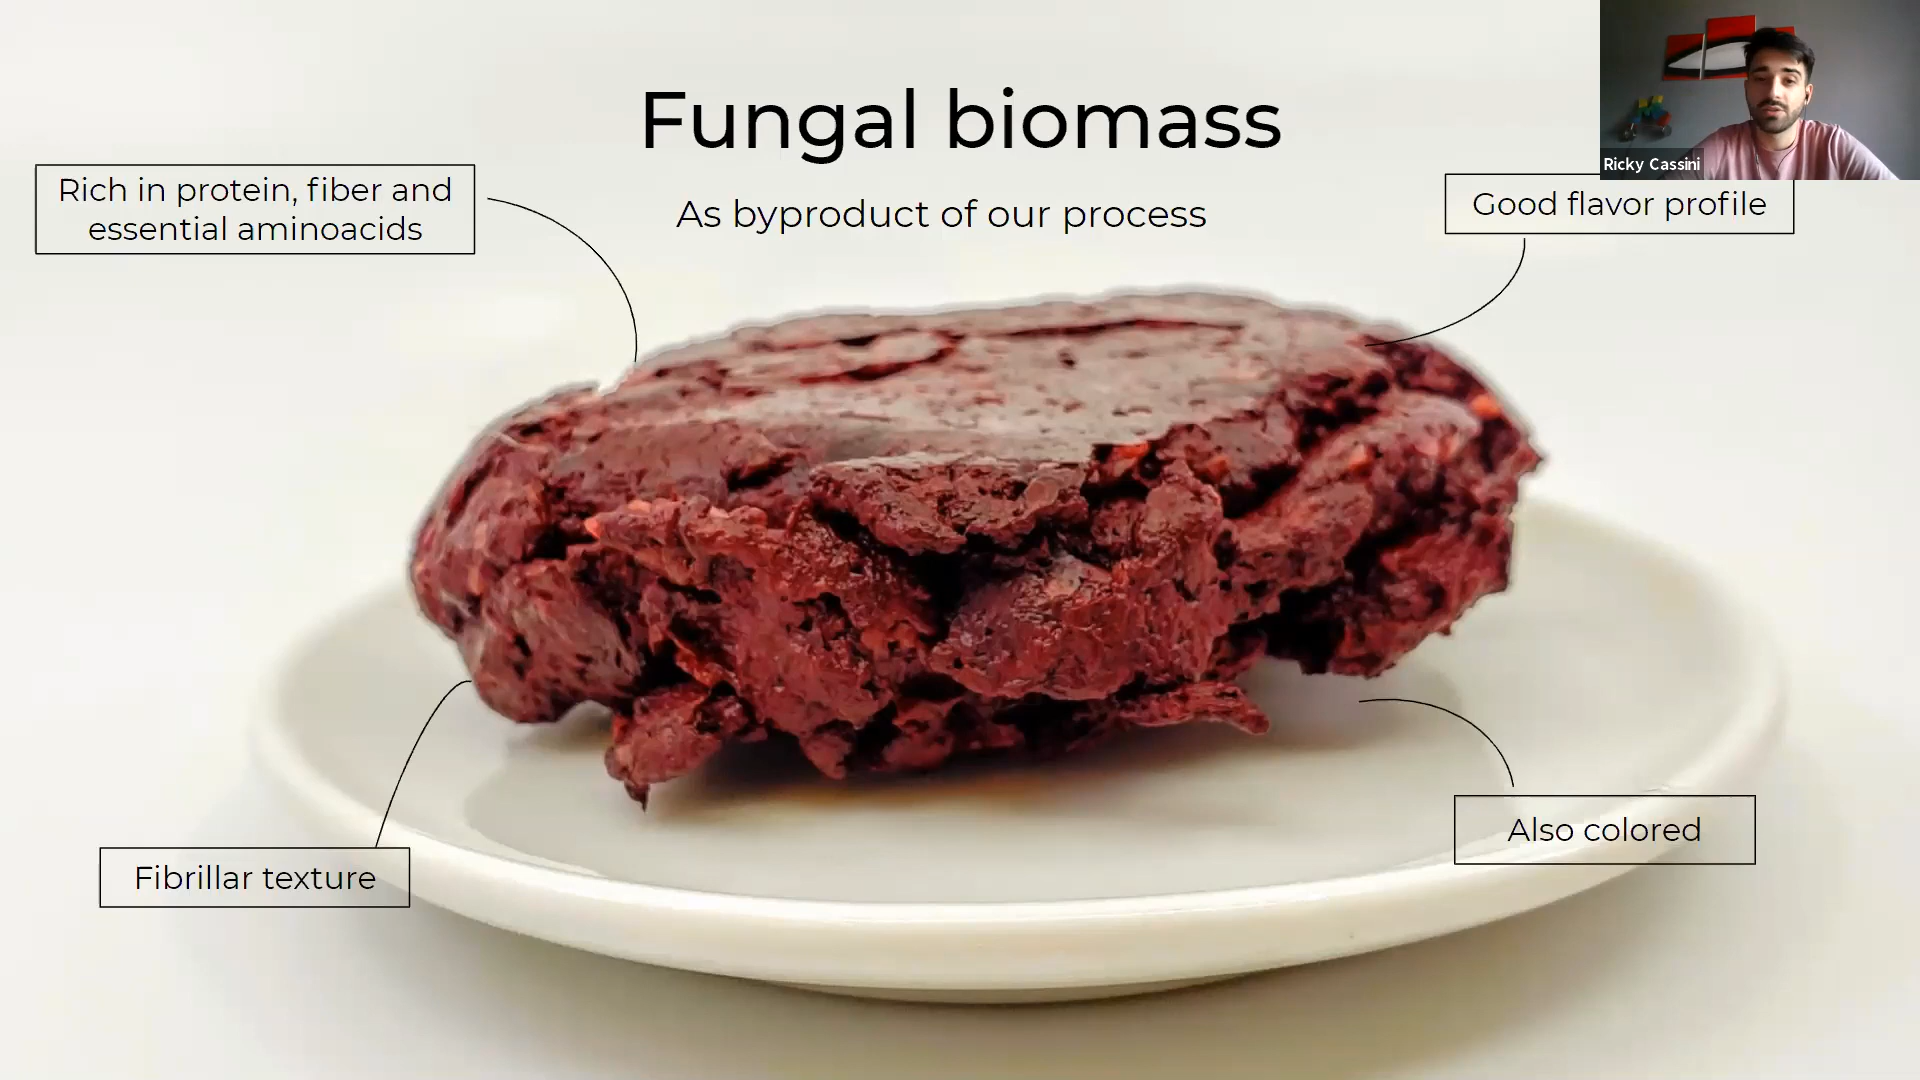 Fungal biomass
As byproduct of our process
Rich in protein, fiber and
essential aminoacids
Good flavor profile
Ricky Cassini
Fibrillar texture
Also colored